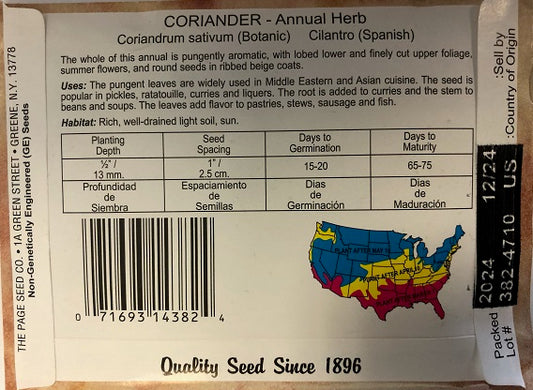 CORIANDER - Annual Herb
Coriandrum sativum (Botanic) Cilantro (Spanish)
The whole of this annual is pungently aromatic, with lobed lower and finely cut upper foliage,
summer flowers, and round seeds in ribbed beige coats.
Uses: The pungent leaves are widely used in Middle Eastern and Asian cuisine. The seed is
popular in pickles, ratatouille, curries and liquers. The root is added to curries and the stem to
beans and soups. The leaves add flavor to pastries, stews, sausage and fish.
Habitat: Rich, well-drained light soil, sun.
Planting Depth Seed Spacing Days to Germination Days to Maturity
½"/ 13 mm. 1"/ 2.5 cm. 15-20 65-75
Profundidad de Siembra Espaciamiento de Semillas Dias de Germinación Dias de Maduración
PLANT AFTER MAY
PLANT AFTER APRIL
PLANT AFTER
0 71693 14382 4
Quality Seed Since 1896
THE PAGE SEED CO. • 1A GREEN STREET • GREENE, N.Y. 13778
Non-Genetically Engineered (GE) Seeds
Packed 2024 12/24 :Sell by
Lot # 382-4710 US :Country of Origin